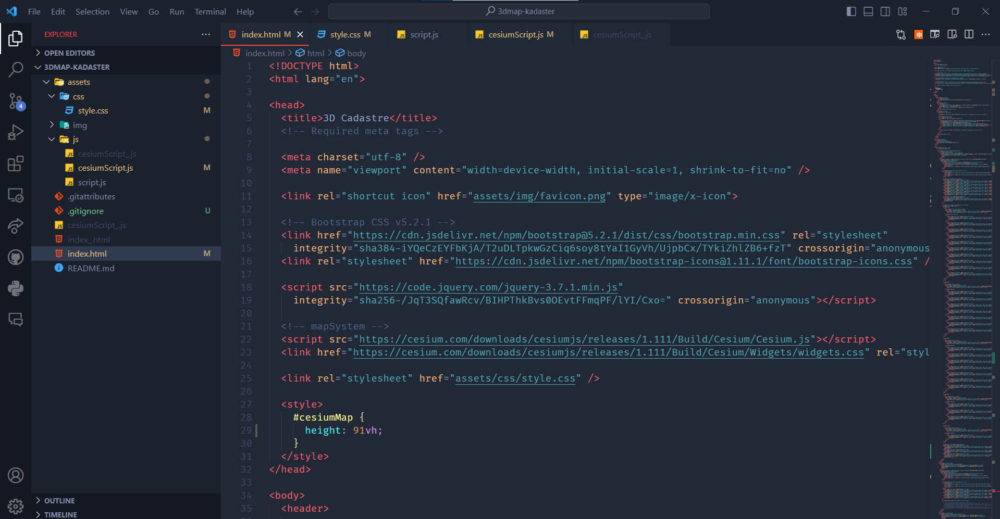 File Edit Selection View Go Run Terminal Help
3dmap-kadaster
EXPLORER
OPEN EDITORS
3DMAP-KADASTER
assets
css
style.css M
img
js
cesiumScript_.js
cesiumScript.js M
script.js
.gitattributes
.gitignore U
cesiumScript_.js
index_.html
index.html M
README.md
OUTLINE
TIMELINE
4
index.html M style.css M script.js cesiumScript.js M cesiumScript_.js
index.html > html > body
1 <!DOCTYPE html>
2 <html lang="en">
3
4 <head>
5 <title>3D Cadastre</title>
6 <!-- Required meta tags -->
7
8 <meta charset="utf-8" />
9 <meta name="viewport" content="width=device-width, initial-scale=1, shrink-to-fit=no" />
10
11 <link rel="shortcut icon" href="assets/img/favicon.png" type="image/x-icon">
12
13 <!-- Bootstrap CSS v5.2.1 -->
14 <link href="https://cdn.jsdelivr.net/npm/bootstrap@5.2.1/dist/css/bootstrap.min.css" rel="stylesheet"
15 integrity="sha384-iYQeCzEYFbKjA/T2uDLTpkwGzCiq6soy8tYaI1GyVh/UjpbCx/TYkiZhlZB6+fzT" crossorigin="anonymous
16 <link rel="stylesheet" href="https://cdn.jsdelivr.net/npm/bootstrap-icons@1.11.1/font/bootstrap-icons.css" /
17
18 <script src="https://code.jquery.com/jquery-3.7.1.min.js"
19 integrity="sha256-/JqT3SQfawRcv/BIHPThkBvs0OEvtFFmqPF/lYI/Cxo=" crossorigin="anonymous"></script>
20
21 <!-- mapSystem -->
22 <script src="https://cesium.com/downloads/cesiumjs/releases/1.111/Build/Cesium/Cesium.js"></script>
23 <link href="https://cesium.com/downloads/cesiumjs/releases/1.111/Build/Cesium/Widgets/widgets.css" rel="styl
24
25 <link rel="stylesheet" href="assets/css/style.css" />
26
27 <style>
28 #cesiumMap {
29 height: 91vh;
30 }
31 </style>
32 </head>
33
34 <body>
35 <header>